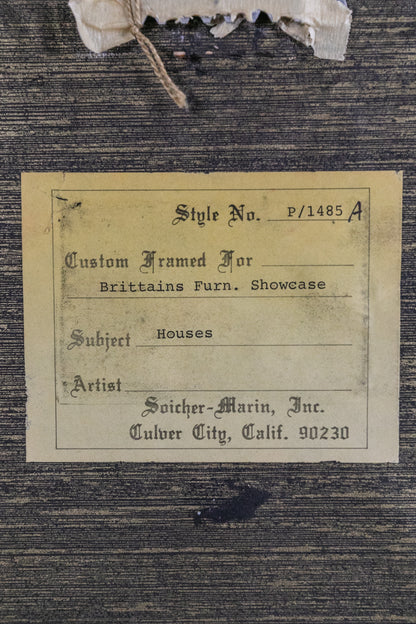 Style No. P/1485 A
Custom Framed For
Brittains Furn. Showcase
Subject Houses
Artist
Soicher-Marin, Inc.
Culver City, Calif. 90230